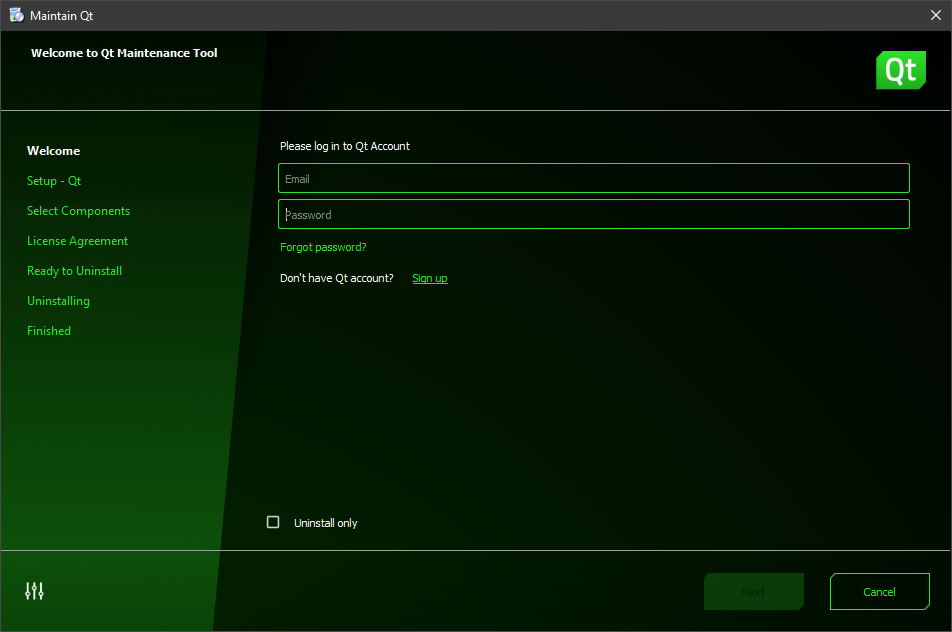 Maintain Qt
Welcome to Qt Maintenance Tool
Qt
Welcome
Setup - Qt
Select Components
License Agreement
Ready to Uninstall
Uninstalling
Finished
Please log in to Qt Account
Email
Password
Forgot password?
Don't have Qt account? Sign up
Uninstall only
Next
Cancel